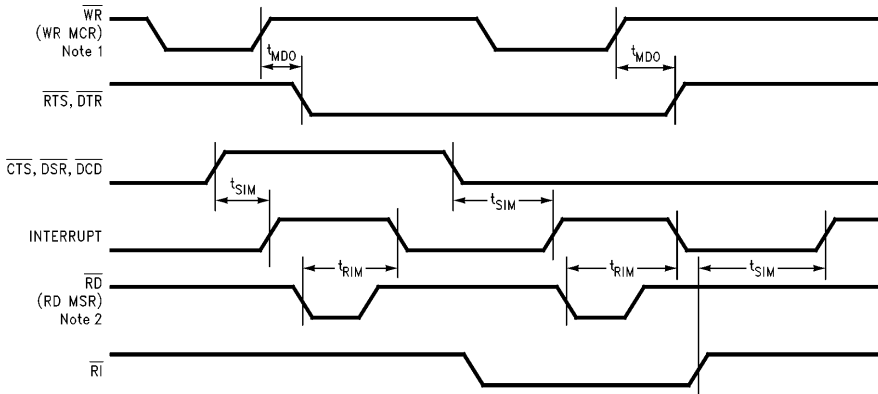 WR
(WR MCR)
Note 1
tMDO
tMDO
RTS, DTR
CTS, DSR, DCD
tSIM
tSIM
INTERRUPT
tRIM
tRIM
tSIM
RD
(RD MSR)
Note 2
RI